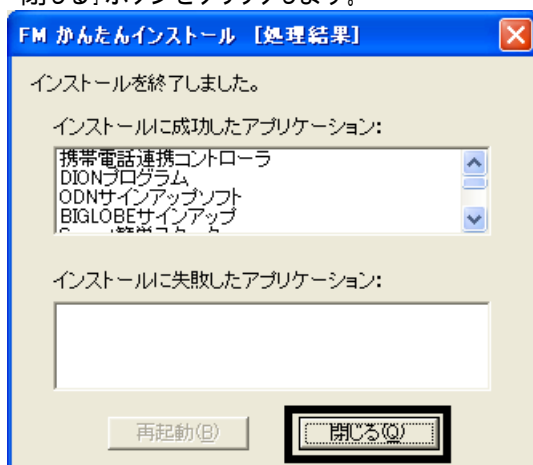 閉じる」ボタンをクリックします。
FM かんたんインストール [処理結果]
インストールを終了しました。
インストールに成功したアプリケーション:
携帯電話連携コントローラ
DIONプログラム
ODNサインアップソフト
BIGLOBEサインアップ
インストールに失敗したアプリケーション:
再起動(B)
閉じる(Q)